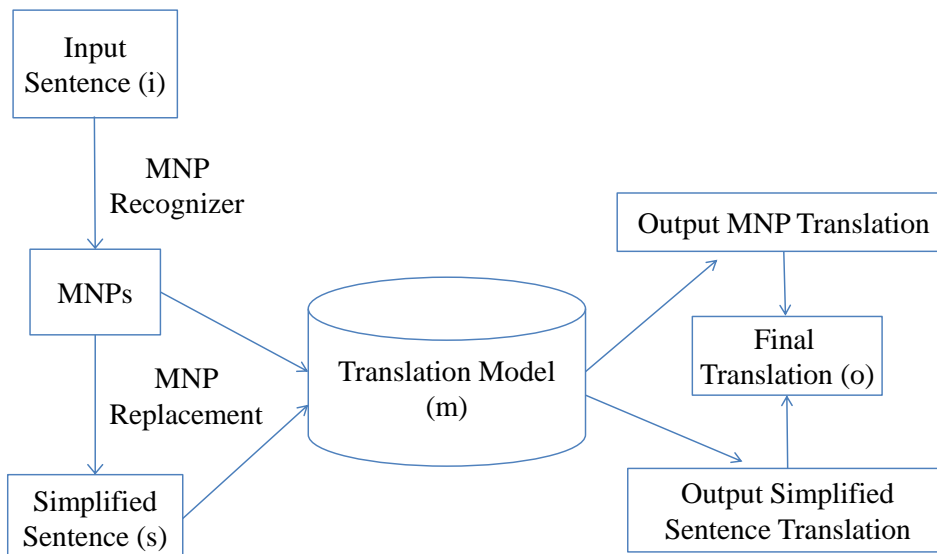 Input
Sentence (i)
MNP
Recognizer
MNPs
MNP
Replacement
Simplified
Sentence (s)
Translation Model
(m)
Output MNP Translation
Final
Translation (o)
Output Simplified
Sentence Translation